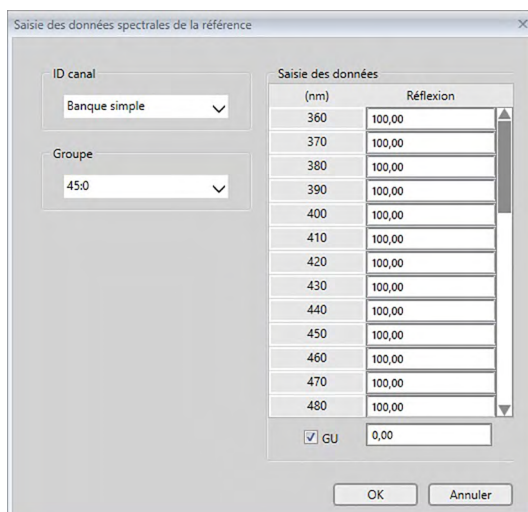 Saisie des données spectrales de la référence
ID canal
Banque simple
Groupe
45:0
Saisie des données
(nm) Réflexion
360 100,00
370 100,00
380 100,00
390 100,00
400 100,00
410 100,00
420 100,00
430 100,00
440 100,00
450 100,00
460 100,00
470 100,00
480 100,00
GU 0,00
OK Annuler